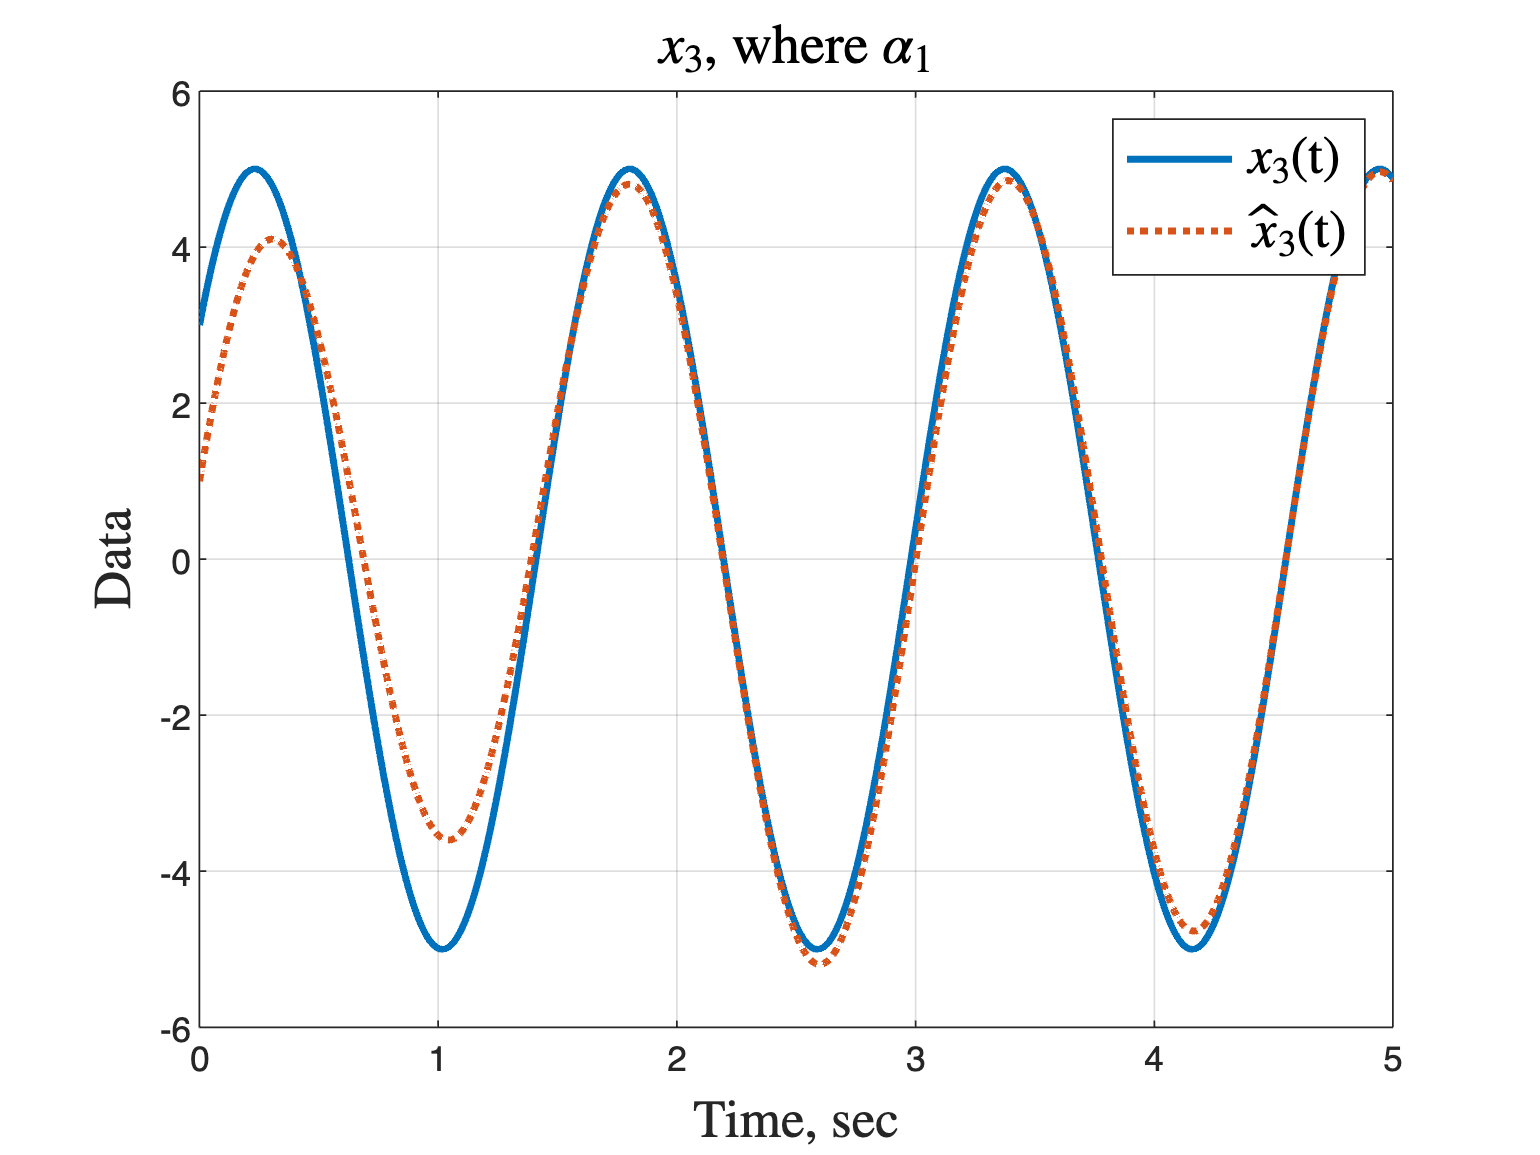 x₃, where α₁
6
4
2
0
-2
-4
-6
Data
x₃(t)
x̂₃(t)
0 1 2 3 4 5
Time, sec